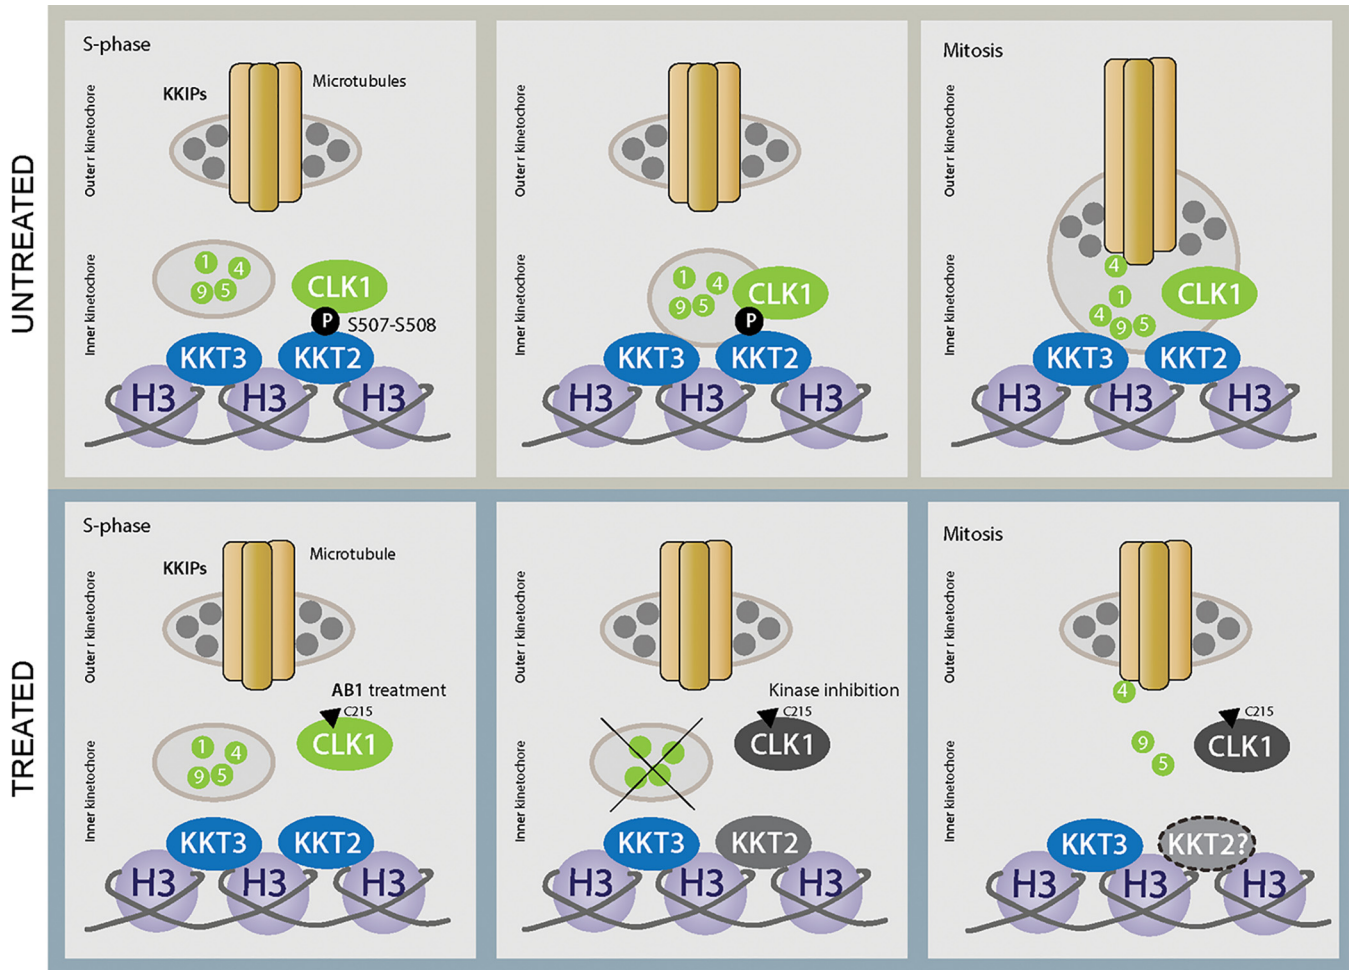 UNTREATED
S-phase
KKIPs
Microtubules
Outer r kinetochore
Inner kinetochore
1
4
9
5
CLK1
P
S507-S508
KKT3
KKT2
H3
H3
H3
Outer r kinetochore
Inner kinetochore
1
4
9
5
CLK1
P
KKT3
KKT2
H3
H3
H3
Mitosis
Outer r kinetochore
Inner kinetochore
4
1
4
9
5
CLK1
KKT3
KKT2
H3
H3
H3
TREATED
S-phase
KKIPs
Microtubule
Outer r kinetochore
Inner kinetochore
AB1 treatment
C215
CLK1
1
4
9
5
KKT3
KKT2
H3
H3
H3
Outer r kinetochore
Inner kinetochore
Kinase inhibition
C215
CLK1
KKT3
KKT2
H3
H3
H3
Mitosis
Outer r kinetochore
Inner kinetochore
4
9
5
C215
CLK1
KKT3
KKT2?
H3
H3
H3